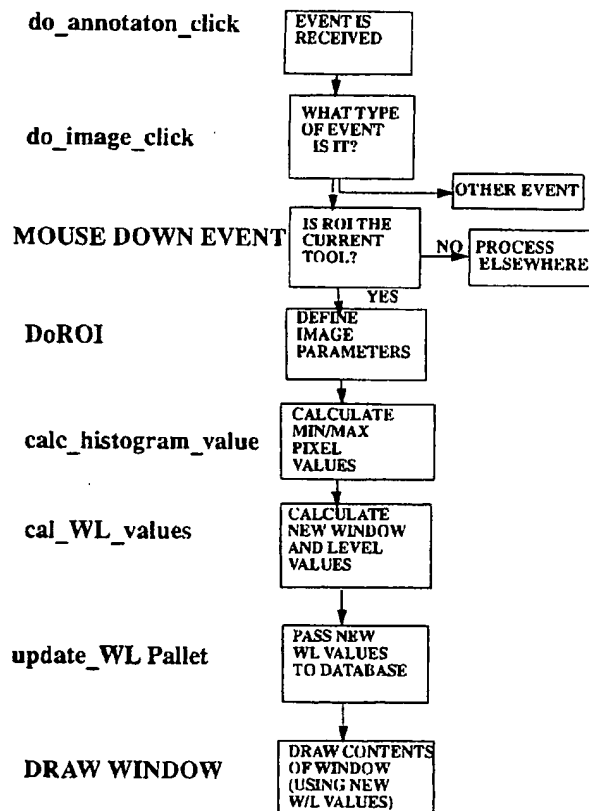 do_annotaton_click
EVENT IS
RECEIVED
do_image_click
WHAT TYPE
OF EVENT
IS IT?
OTHER EVENT
MOUSE DOWN EVENT
IS ROI THE
CURRENT
TOOL?
NO
PROCESS
ELSEWHERE
YES
DoROI
DEFINE
IMAGE
PARAMETERS
calc_histogram_value
CALCULATE
MIN/MAX
PIXEL
VALUES
cal_WL_values
CALCULATE
NEW WINDOW
AND LEVEL
VALUES
update_WL Pallet
PASS NEW
WL VALUES
TO DATABASE
DRAW WINDOW
DRAW CONTENTS
OF WINDOW
(USING NEW
W/L VALUES)